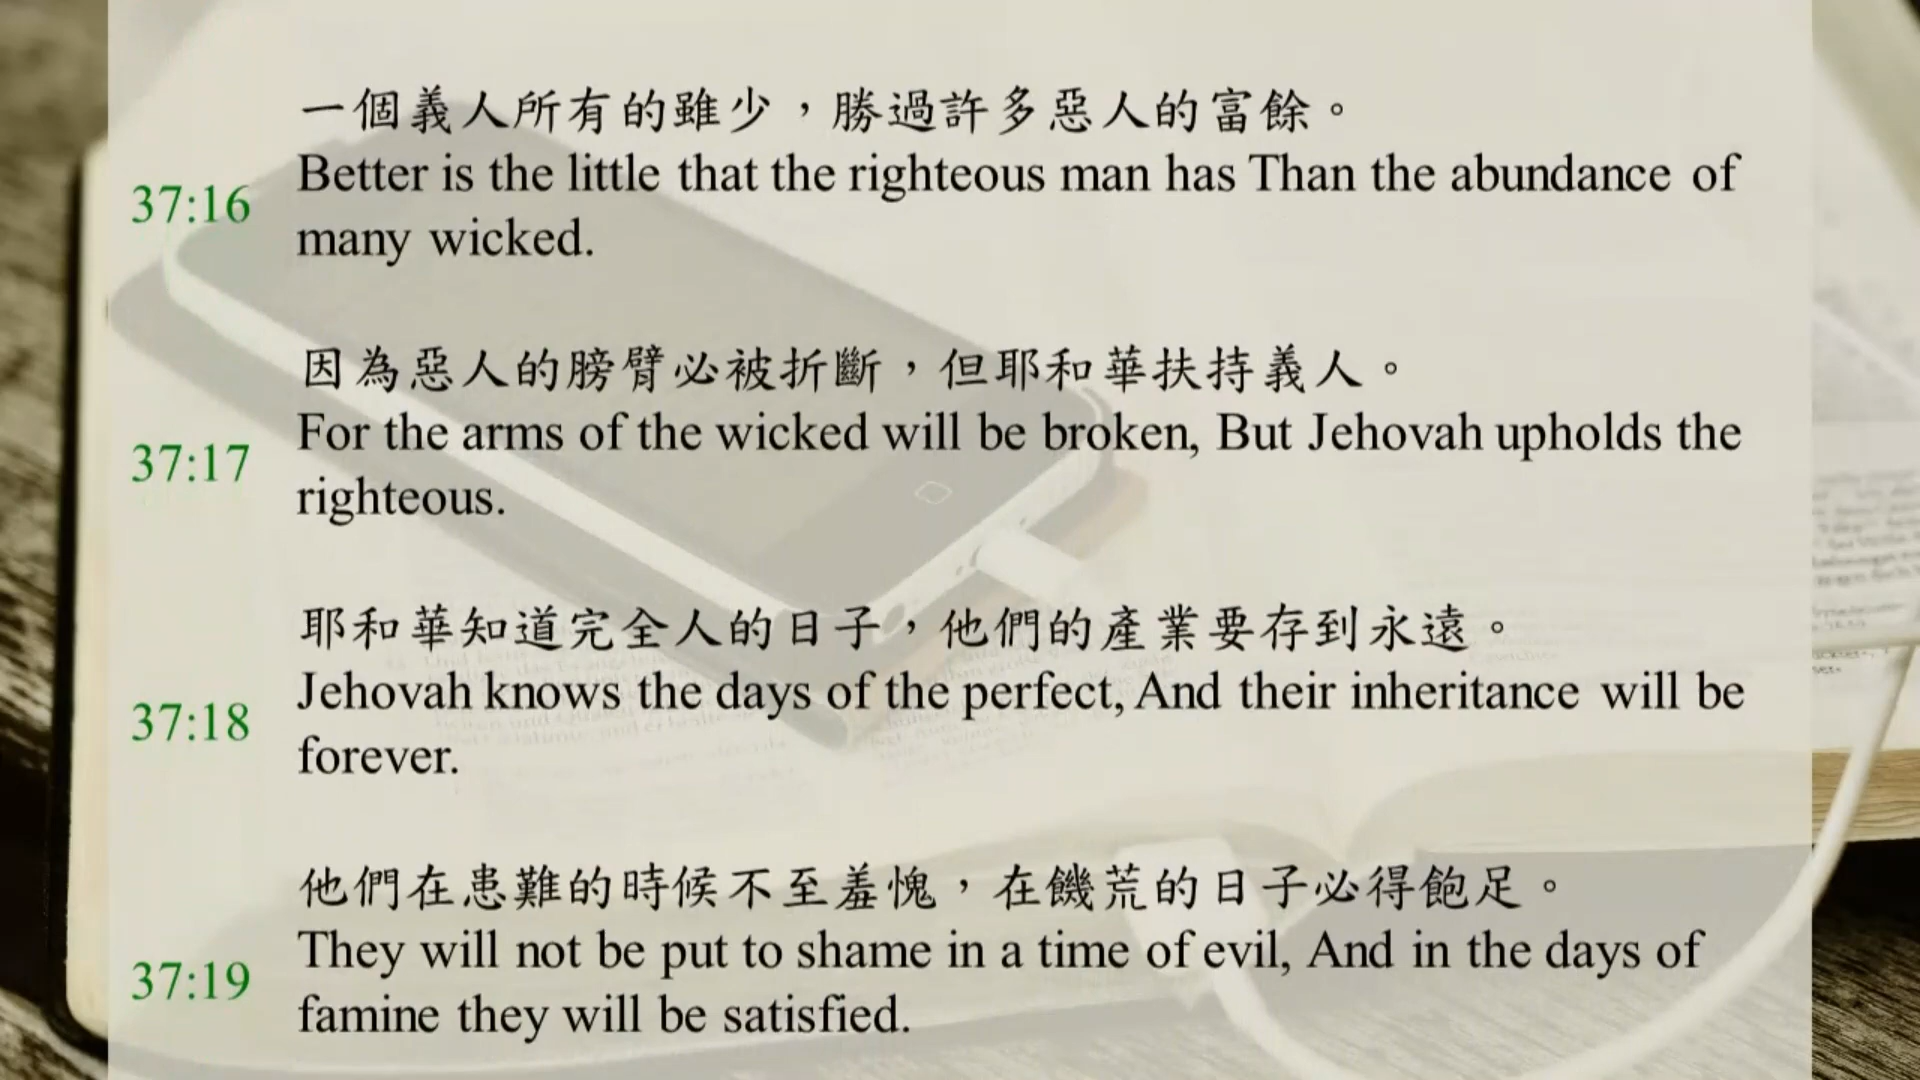 一個義人所有的雖少，勝過許多惡人的富餘。
37:16 Better is the little that the righteous man has Than the abundance of
many wicked.
因為惡人的膀臂必被折斷，但耶和華扶持義人。
37:17 For the arms of the wicked will be broken, But Jehovah upholds the
righteous.
耶和華知道完全人的日子，他們的產業要存到永遠。
37:18 Jehovah knows the days of the perfect, And their inheritance will be
forever.
他們在患難的時候不至羞愧，在饑荒的日子必得飽足。
37:19 They will not be put to shame in a time of evil, And in the days of
famine they will be satisfied.